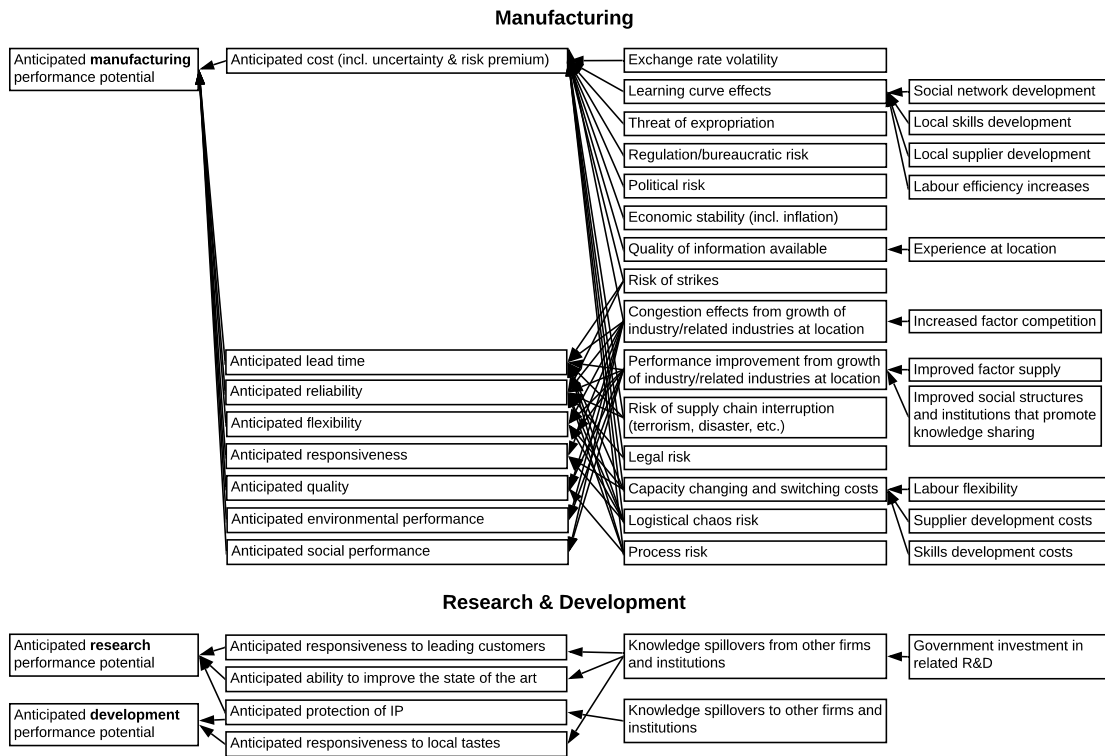 Manufacturing
Anticipated manufacturing
performance potential
Anticipated cost (incl. uncertainty & risk premium)
Anticipated lead time
Anticipated reliability
Anticipated flexibility
Anticipated responsiveness
Anticipated quality
Anticipated environmental performance
Anticipated social performance
Exchange rate volatility
Learning curve effects
Threat of expropriation
Regulation/bureaucratic risk
Political risk
Economic stability (incl. inflation)
Quality of information available
Risk of strikes
Congestion effects from growth of
industry/related industries at location
Performance improvement from growth
of industry/related industries at location
Risk of supply chain interruption
(terrorism, disaster, etc.)
Legal risk
Capacity changing and switching costs
Logistical chaos risk
Process risk
Social network development
Local skills development
Local supplier development
Labour efficiency increases
Experience at location
Increased factor competition
Improved factor supply
Improved social structures
and institutions that promote
knowledge sharing
Labour flexibility
Supplier development costs
Skills development costs
Research & Development
Anticipated research
performance potential
Anticipated development
performance potential
Anticipated responsiveness to leading customers
Anticipated ability to improve the state of the art
Anticipated protection of IP
Anticipated responsiveness to local tastes
Knowledge spillovers from other firms
and institutions
Knowledge spillovers to other firms and
institutions
Government investment in
related R&D